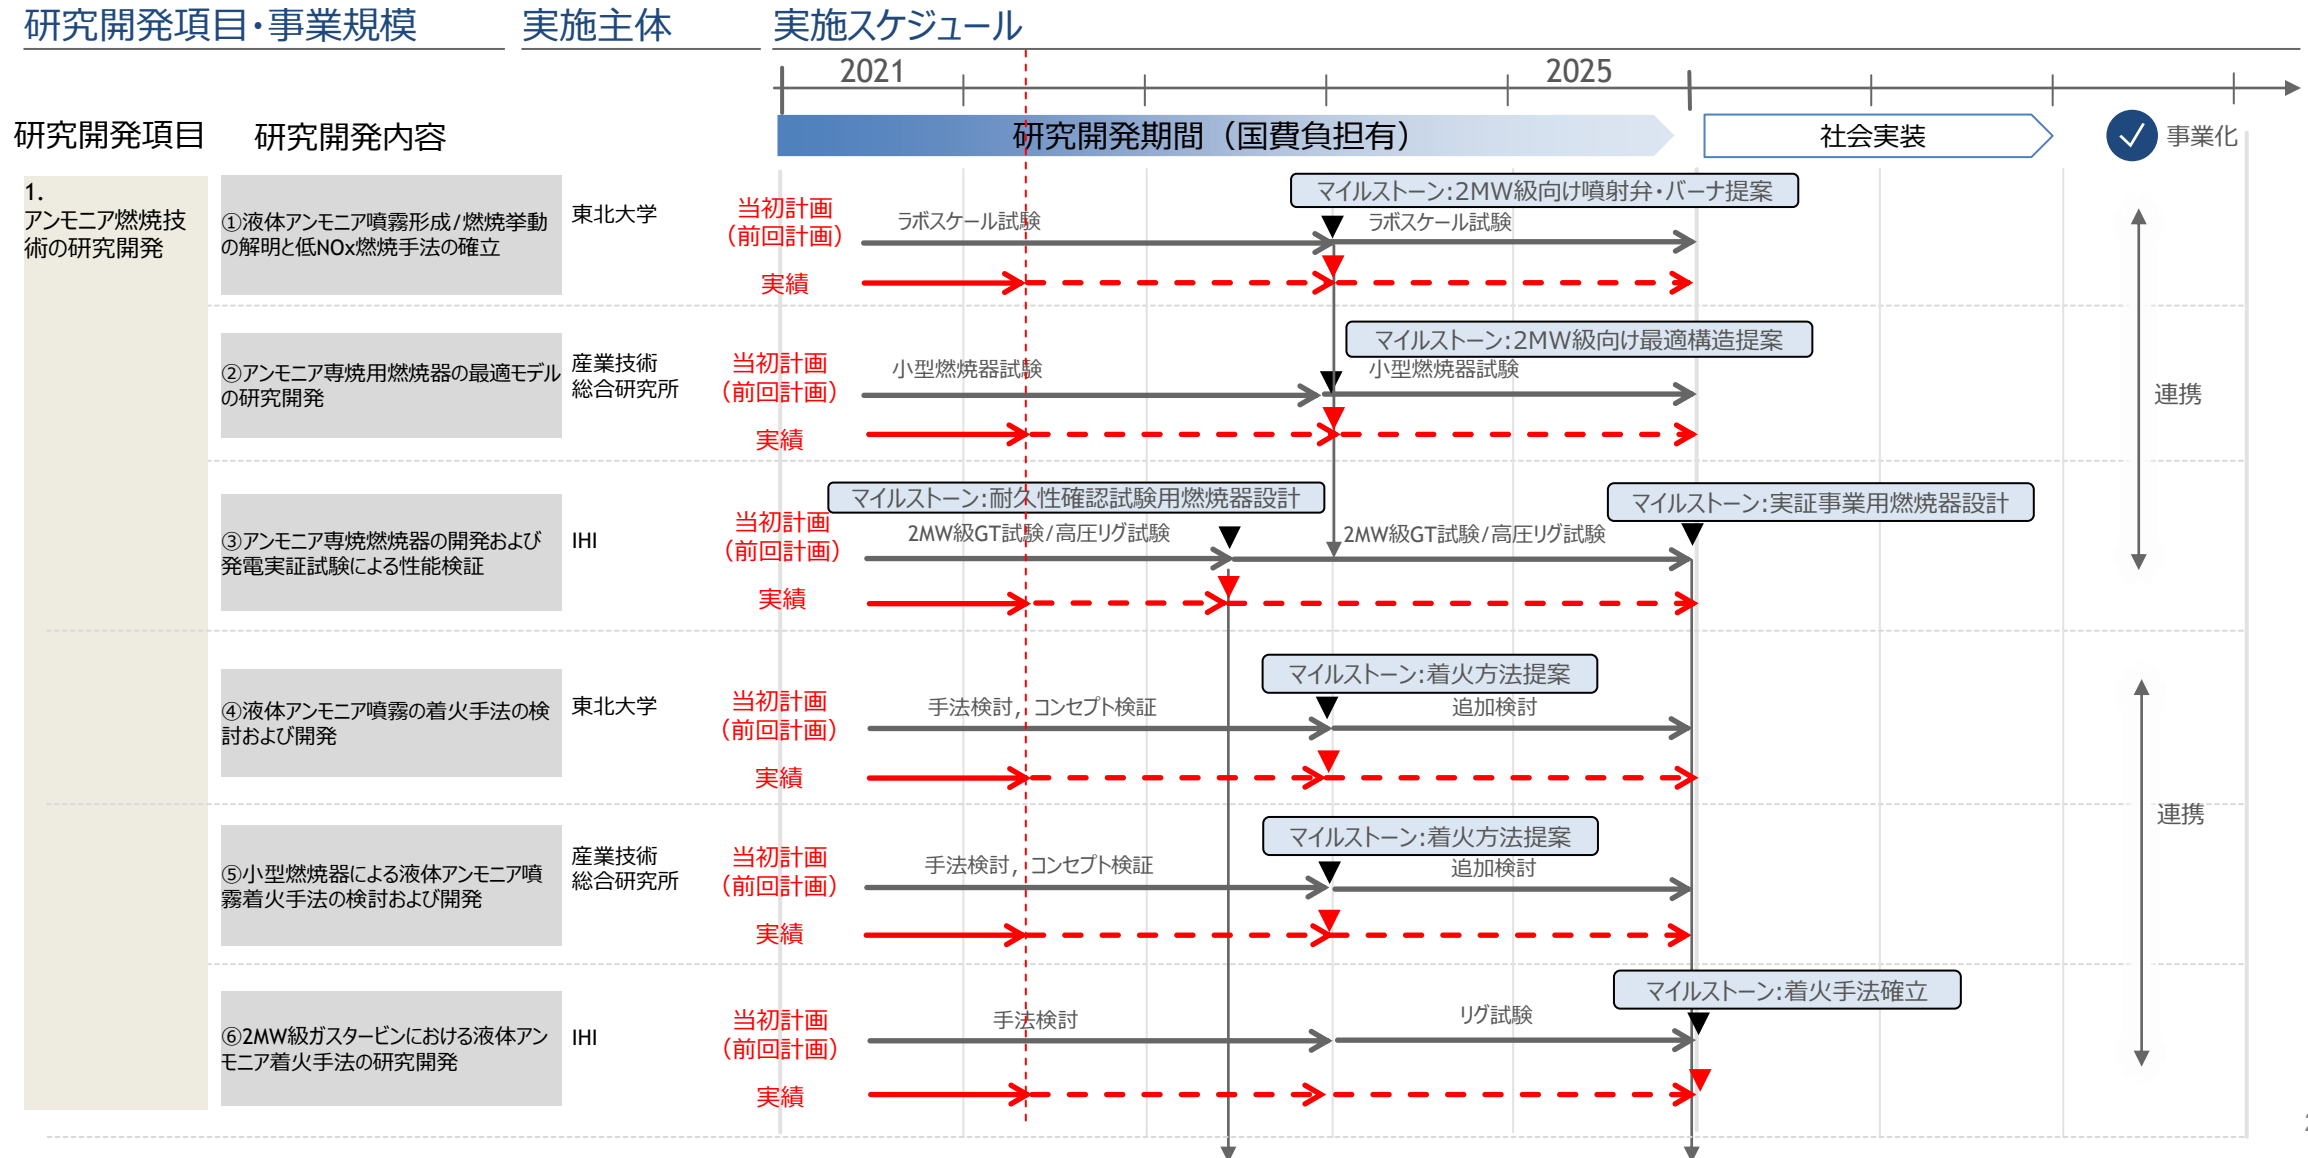 研究開発項目・事業規模
実施主体
実施スケジュール
2021
2025
研究開発項目
研究開発内容
研究開発期間（国費負担有）
社会実装
事業化
1.
アンモニア燃焼技
術の研究開発
①液体アンモニア噴霧形成/燃焼挙動
の解明と低NOx燃焼手法の確立
東北大学
当初計画
（前回計画）
実績
ラボスケール試験
マイルストーン:2MW級向け噴射弁・バーナ提案
ラボスケール試験
②アンモニア専焼用燃焼器の最適モデル
の研究開発
産業技術
総合研究所
当初計画
（前回計画）
実績
小型燃焼器試験
マイルストーン:2MW級向け最適構造提案
小型燃焼器試験
連携
③アンモニア専焼燃焼器の開発および
発電実証試験による性能検証
IHI
当初計画
（前回計画）
実績
マイルストーン:耐久性確認試験用燃焼器設計
2MW級GT試験/高圧リグ試験
2MW級GT試験/高圧リグ試験
マイルストーン:実証事業用燃焼器設計
④液体アンモニア噴霧の着火手法の検
討および開発
東北大学
当初計画
（前回計画）
実績
手法検討，コンセプト検証
マイルストーン:着火方法提案
追加検討
⑤小型燃焼器による液体アンモニア噴
霧着火手法の検討および開発
産業技術
総合研究所
当初計画
（前回計画）
実績
手法検討，コンセプト検証
マイルストーン:着火方法提案
追加検討
連携
⑥2MW級ガスタービンにおける液体アン
モニア着火手法の研究開発
IHI
当初計画
（前回計画）
実績
手法検討
リグ試験
マイルストーン:着火手法確立